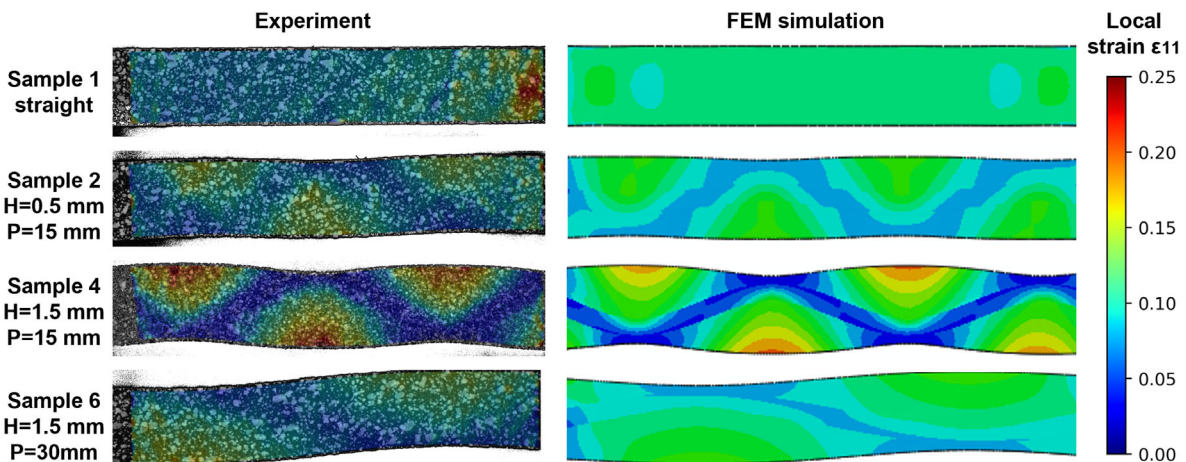 Experiment
FEM simulation
Local
strain ε11
Sample 1
straight
Sample 2
H=0.5 mm
P=15 mm
Sample 4
H=1.5 mm
P=15 mm
Sample 6
H=1.5 mm
P=30mm
0.25
0.20
0.15
0.10
0.05
0.00